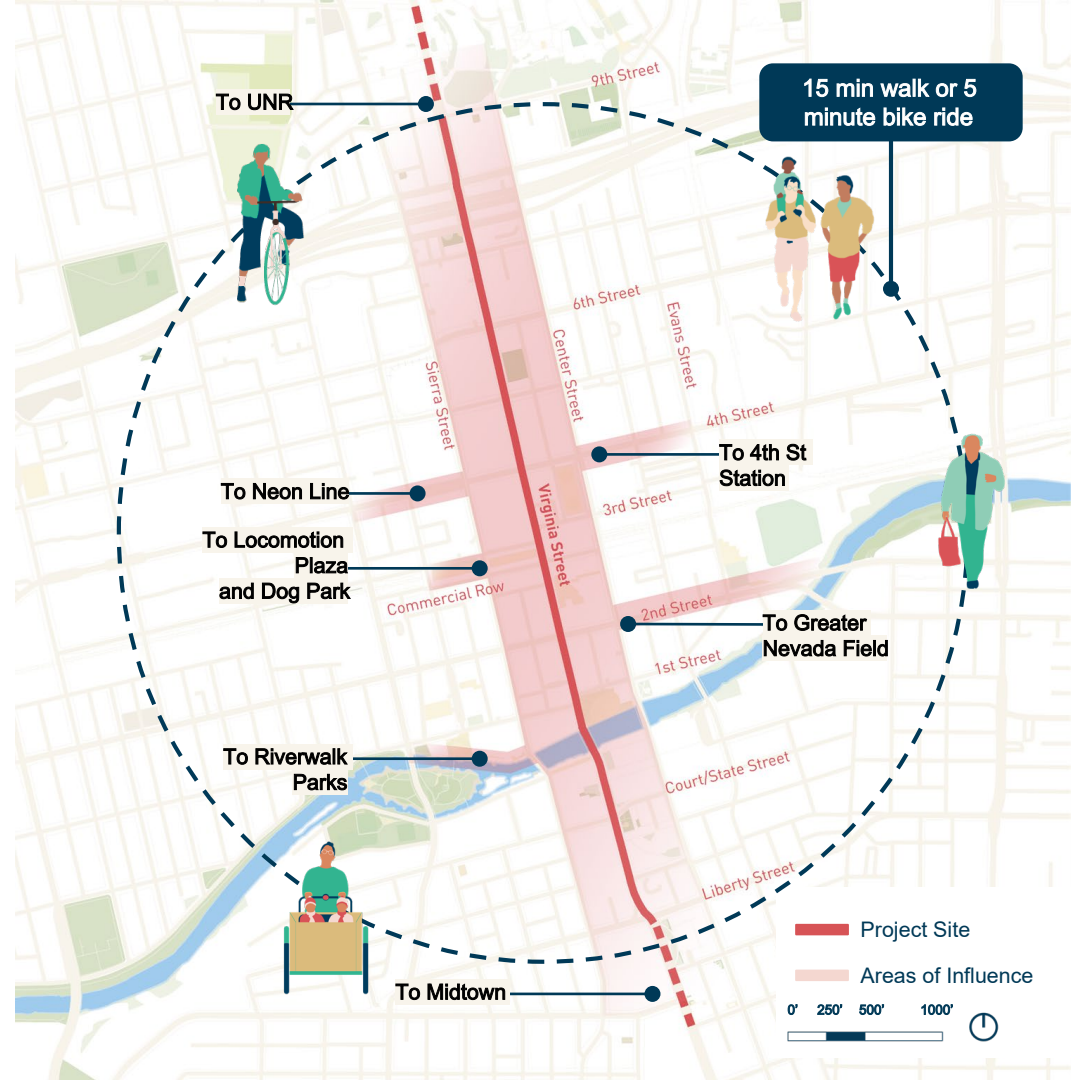 9th Street
To UNR
15 min walk or 5
minute bike ride
6th Street
Evans Street
Center Street
Sierra Street
4th Street
To 4th St
Station
To Neon Line
3rd Street
Virginia Street
To Locomotion
Plaza
and Dog Park
Commercial Row
2nd Street
To Greater
Nevada Field
1st Street
To Riverwalk
Parks
Court/State Street
Liberty Street
Project Site
Areas of Influence
To Midtown
0' 250' 500' 1000'